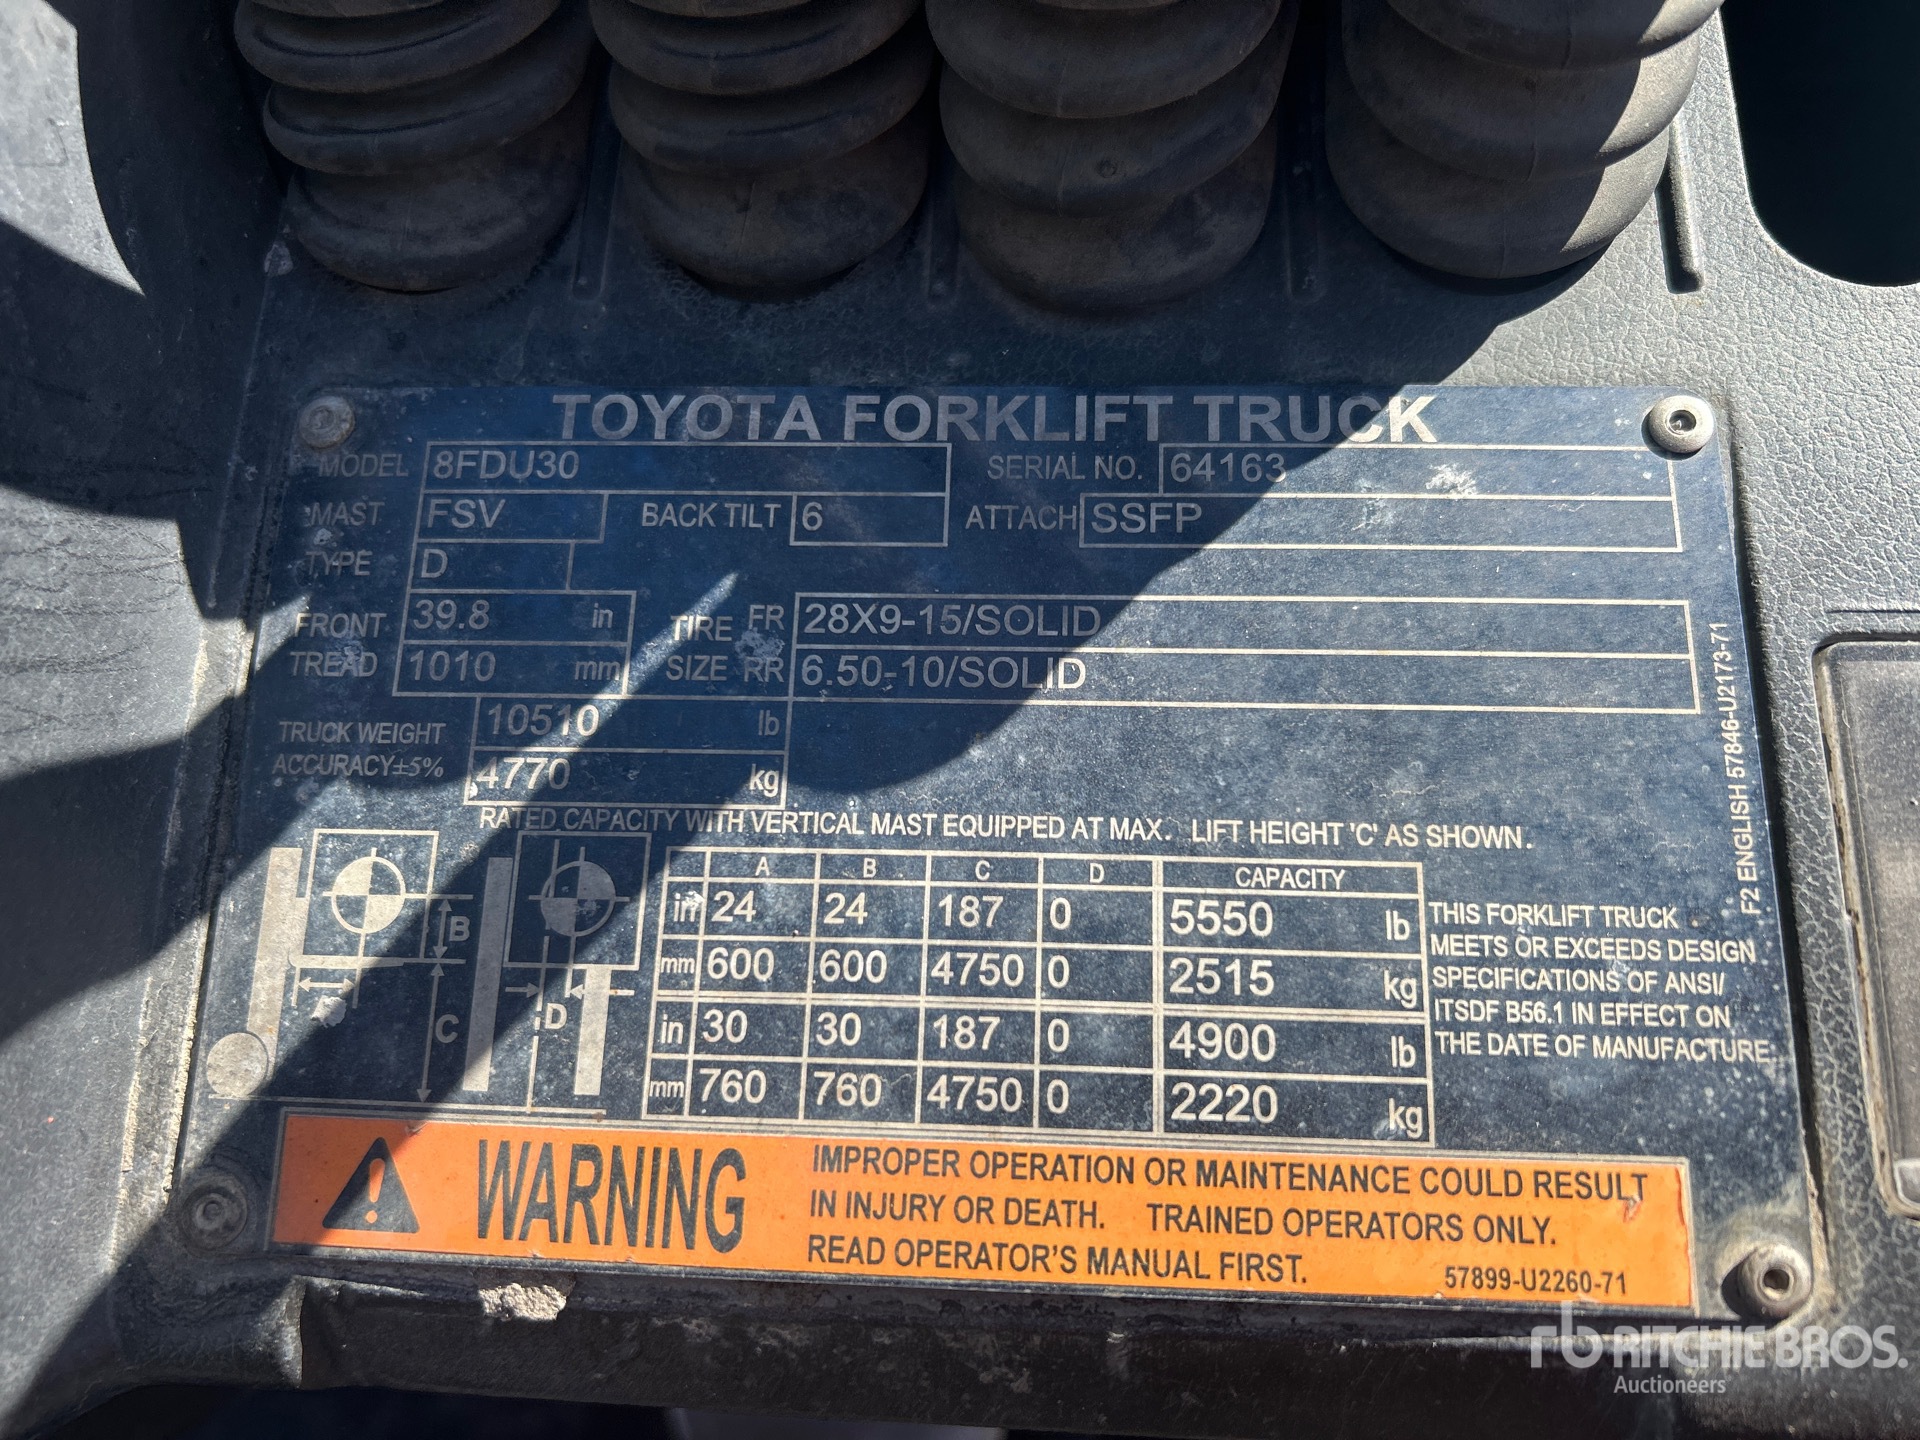 TOYOTA FORKLIFT TRUCK
MODEL 8FDU30 SERIAL NO. 64163
MAST FSV BACK TILT 6 ATTACH SSFP
TYPE D
FRONT 39.8 in TIRE FR 28X9-15/SOLID
TREAD 1010 mm SIZE RR 6.50-10/SOLID
TRUCK WEIGHT 10510 lb
ACCURACY±5% 4770 kg
RATED CAPACITY WITH VERTICAL MAST EQUIPPED AT MAX. LIFT HEIGHT 'C' AS SHOWN.
A B C D CAPACITY
in 24 24 187 0 5550 lb
mm 600 600 4750 0 2515 kg
in 30 30 187 0 4900 lb
mm 760 760 4750 0 2220 kg
B
C
D
THIS FORKLIFT TRUCK
MEETS OR EXCEEDS DESIGN
SPECIFICATIONS OF ANSI/
ITSDF B56.1 IN EFFECT ON
THE DATE OF MANUFACTURE.
F2 ENGLISH 57846-U2173-71
WARNING
IMPROPER OPERATION OR MAINTENANCE COULD RESULT
IN INJURY OR DEATH. TRAINED OPERATORS ONLY.
READ OPERATOR'S MANUAL FIRST.
57899-U2260-71
rb RITCHIE BROS.
Auctioneers